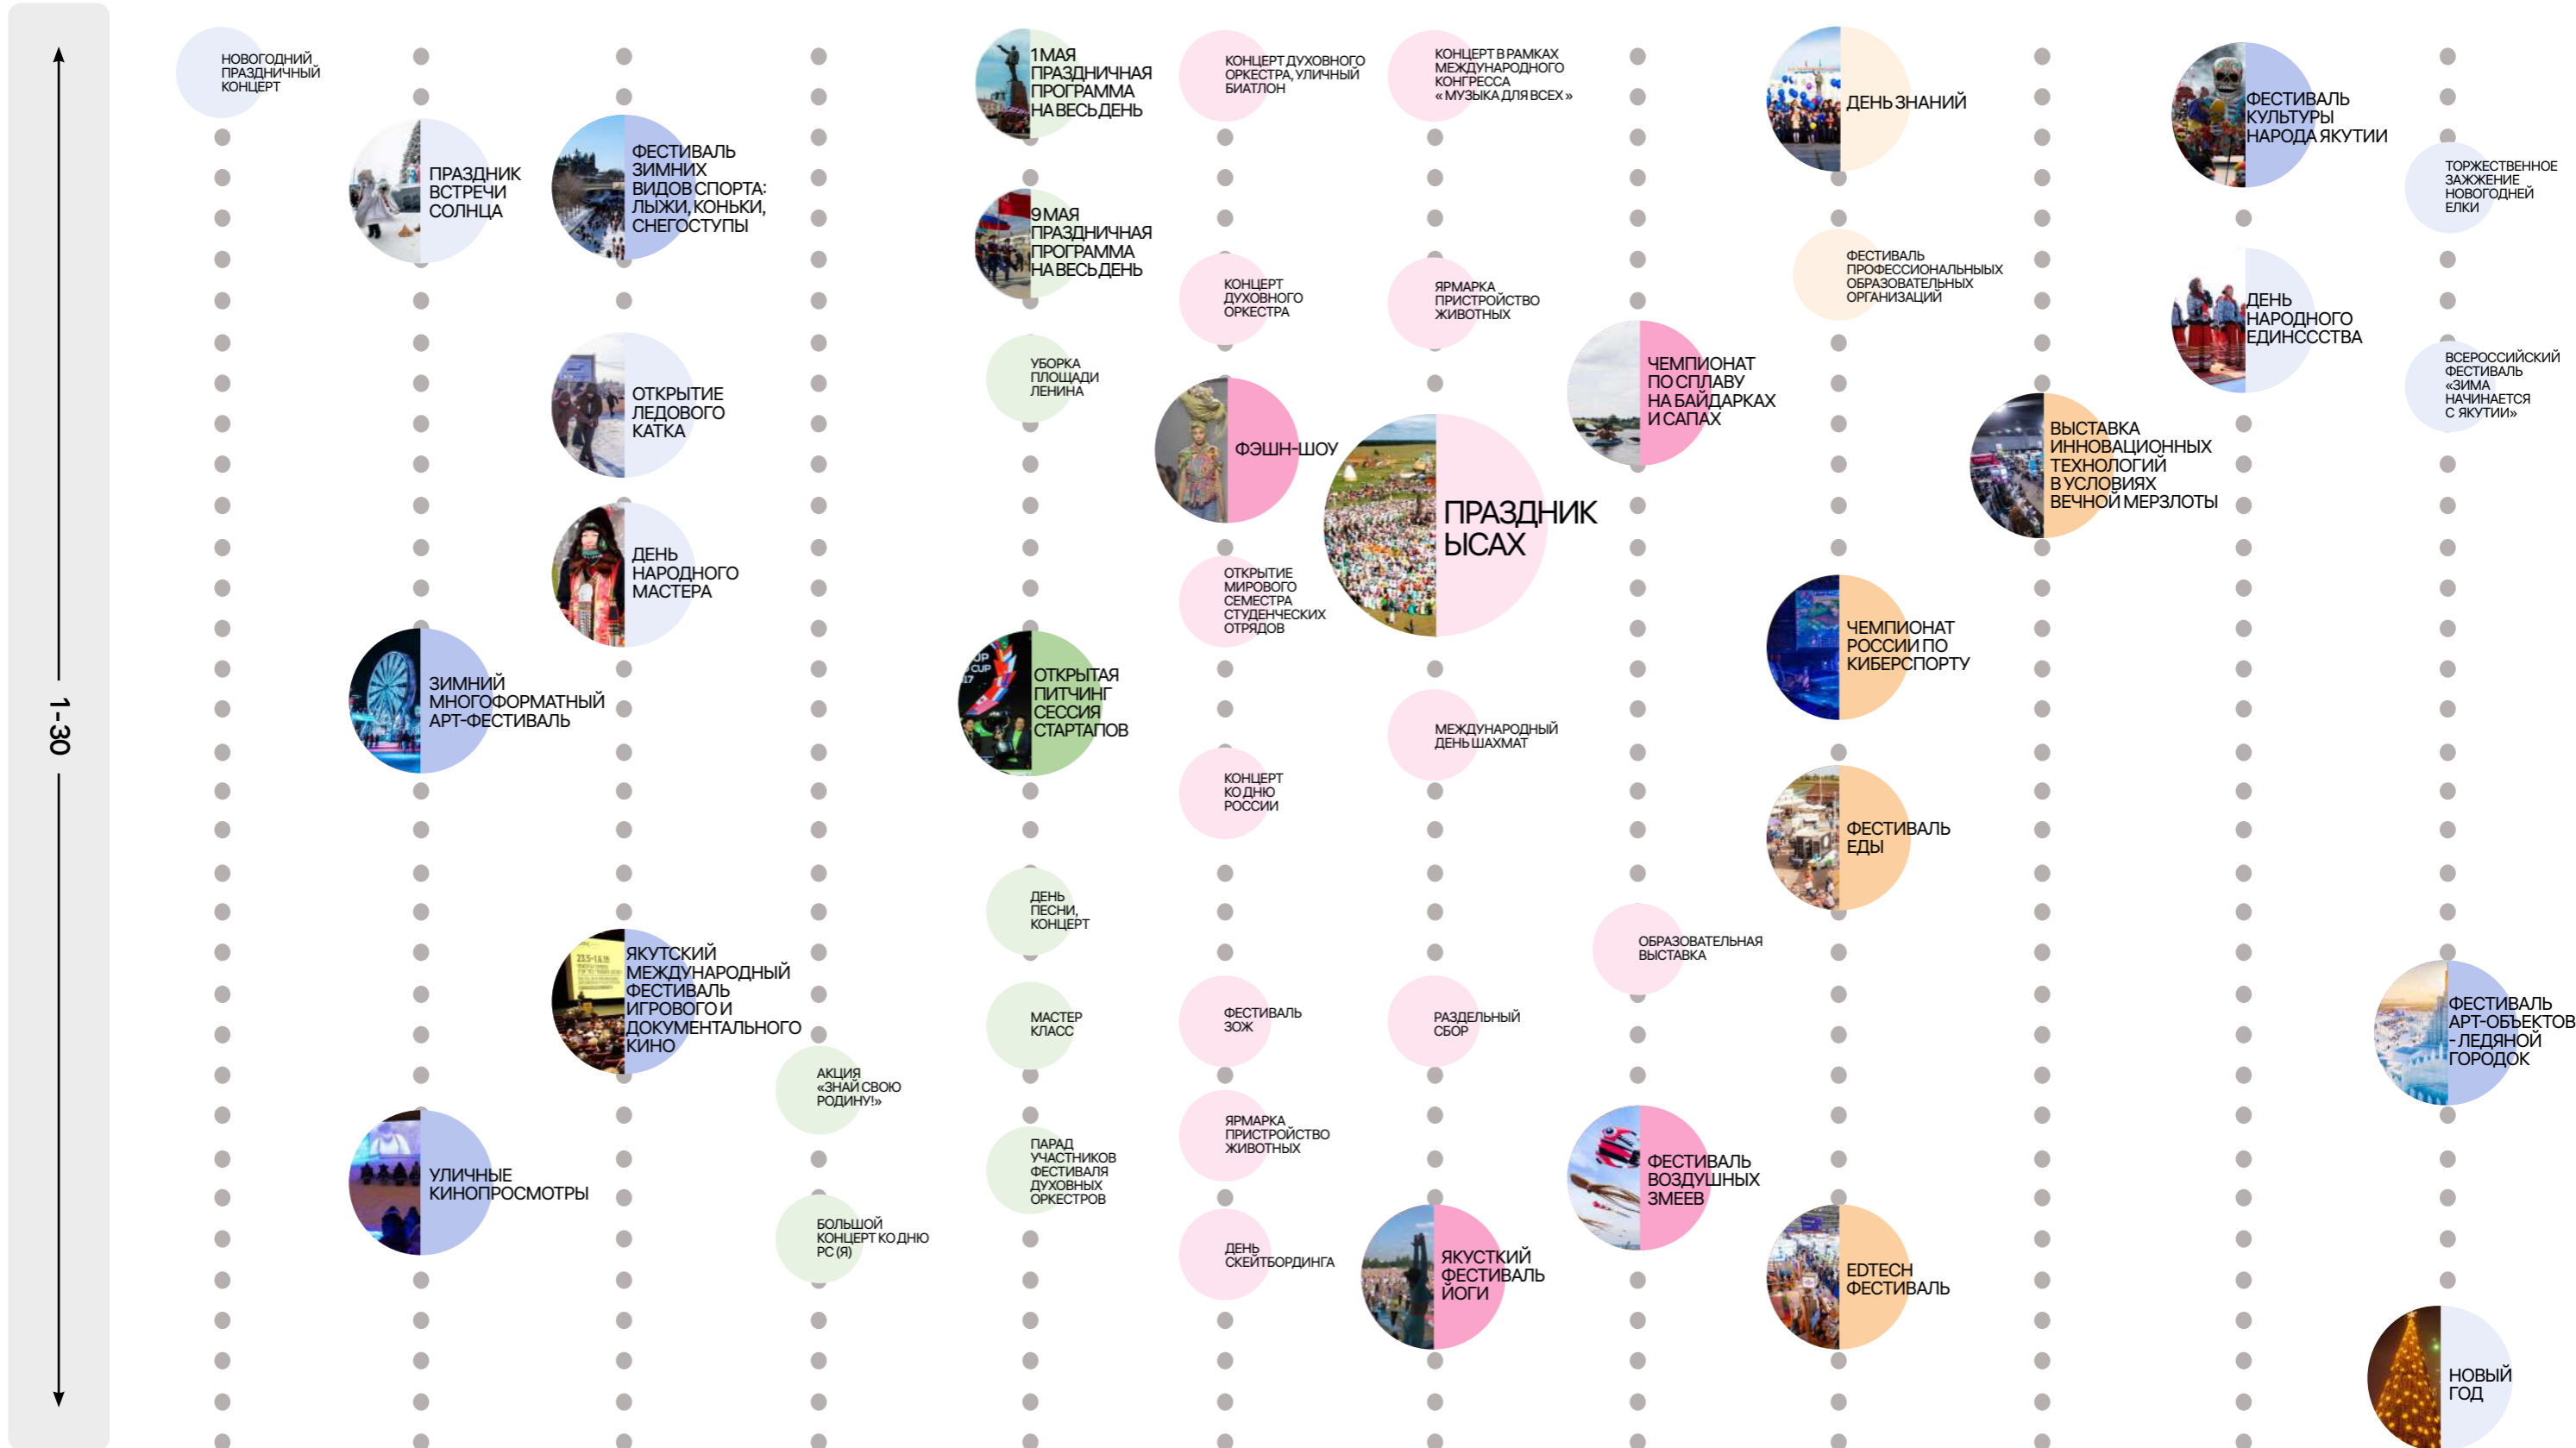 1-30
НОВОГОДНИЙ
ПРАЗДНИЧНЫЙ
КОНЦЕРТ
ПРАЗДНИК
ВСТРЕЧИ
СОЛНЦА
ЗИМНИЙ
МНОГОФОРМАТНЫЙ
АРТ-ФЕСТИВАЛЬ
УЛИЧНЫЕ
КИНОПРОСМОТРЫ
ФЕСТИВАЛЬ
ЗИМНИХ
ВИДОВ СПОРТА:
ЛЫЖИ, КОНЬКИ,
СНЕГОСТУПЫ
ОТКРЫТИЕ
ЛЕДОВОГО
КАТКА
ДЕНЬ
НАРОДНОГО
МАСТЕРА
ЯКУТСКИЙ
МЕЖДУНАРОДНЫЙ
ФЕСТИВАЛЬ
ИГРОВОГО И
ДОКУМЕНТАЛЬНОГО
КИНО
АКЦИЯ
«ЗНАЙ СВОЮ
РОДИНУ!»
БОЛЬШОЙ
КОНЦЕРТ КО ДНЮ
РС (Я)
1 МАЯ
ПРАЗДНИЧНАЯ
ПРОГРАММА
НА ВЕСЬ ДЕНЬ
9 МАЯ
ПРАЗДНИЧНАЯ
ПРОГРАММА
НА ВЕСЬ ДЕНЬ
УБОРКА
ПЛОЩАДИ
ЛЕНИНА
ОТКРЫТАЯ
ПИТЧИНГ
СЕССИЯ
СТАРТАПОВ
ДЕНЬ
ПЕСНИ,
КОНЦЕРТ
МАСТЕР
КЛАСС
ПАРАД
УЧАСТНИКОВ
ФЕСТИВАЛЯ
ДУХОВНЫХ
ОРКЕСТРОВ
КОНЦЕРТ ДУХОВНОГО
ОРКЕСТРА, УЛИЧНЫЙ
БИАТЛОН
КОНЦЕРТ
ДУХОВНОГО
ОРКЕСТРА
ФЭШН-ШОУ
ОТКРЫТИЕ
МИРОВОГО
СЕМЕСТРА
СТУДЕНЧЕСКИХ
ОТРЯДОВ
КОНЦЕРТ
КО ДНЮ
РОССИИ
ФЕСТИВАЛЬ
ЗОЖ
ЯРМАРКА
ПРИСТРОЙСТВО
ЖИВОТНЫХ
ДЕНЬ
СКЕЙТБОРДИНГА
КОНЦЕРТ В РАМКАХ
МЕЖДУНАРОДНОГО
КОНГРЕССА
« МУЗЫКА ДЛЯ ВСЕХ »
ЯРМАРКА
ПРИСТРОЙСТВО
ЖИВОТНЫХ
ПРАЗДНИК
ЫСАХ
МЕЖДУНАРОДНЫЙ
ДЕНЬ ШАХМАТ
РАЗДЕЛЬНЫЙ
СБОР
ЯКУСТКИЙ
ФЕСТИВАЛЬ
ЙОГИ
ЧЕМПИОНАТ
ПО СПЛАВУ
НА БАЙДАРКАХ
И САПАХ
ОБРАЗОВАТЕЛЬНАЯ
ВЫСТАВКА
ФЕСТИВАЛЬ
ВОЗДУШНЫХ
ЗМЕЕВ
ДЕНЬ ЗНАНИЙ
ФЕСТИВАЛЬ
ПРОФЕССИОНАЛЬНЫЫХ
ОБРАЗОВАТЕЛЬНЫХ
ОРГАНИЗАЦИЙ
ЧЕМПИОНАТ
РОССИИ ПО
КИБЕРСПОРТУ
ФЕСТИВАЛЬ
ЕДЫ
EDTECH
ФЕСТИВАЛЬ
ВЫСТАВКА
ИННОВАЦИОННЫХ
ТЕХНОЛОГИЙ
В УСЛОВИЯХ
ВЕЧНОЙ МЕРЗЛОТЫ
ФЕСТИВАЛЬ
КУЛЬТУРЫ
НАРОДА ЯКУТИИ
ДЕНЬ
НАРОДНОГО
ЕДИНСССТВА
ТОРЖЕСТВЕННОЕ
ЗАЖЖЕНИЕ
НОВОГОДНЕЙ
ЕЛКИ
ВСЕРОССИЙСКИЙ
ФЕСТИВАЛЬ
«ЗИМА
НАЧИНАЕТСЯ
С ЯКУТИИ»
ФЕСТИВАЛЬ
АРТ-ОБЪЕКТОВ
- ЛЕДЯНОЙ
ГОРОДОК
НОВЫЙ
ГОД